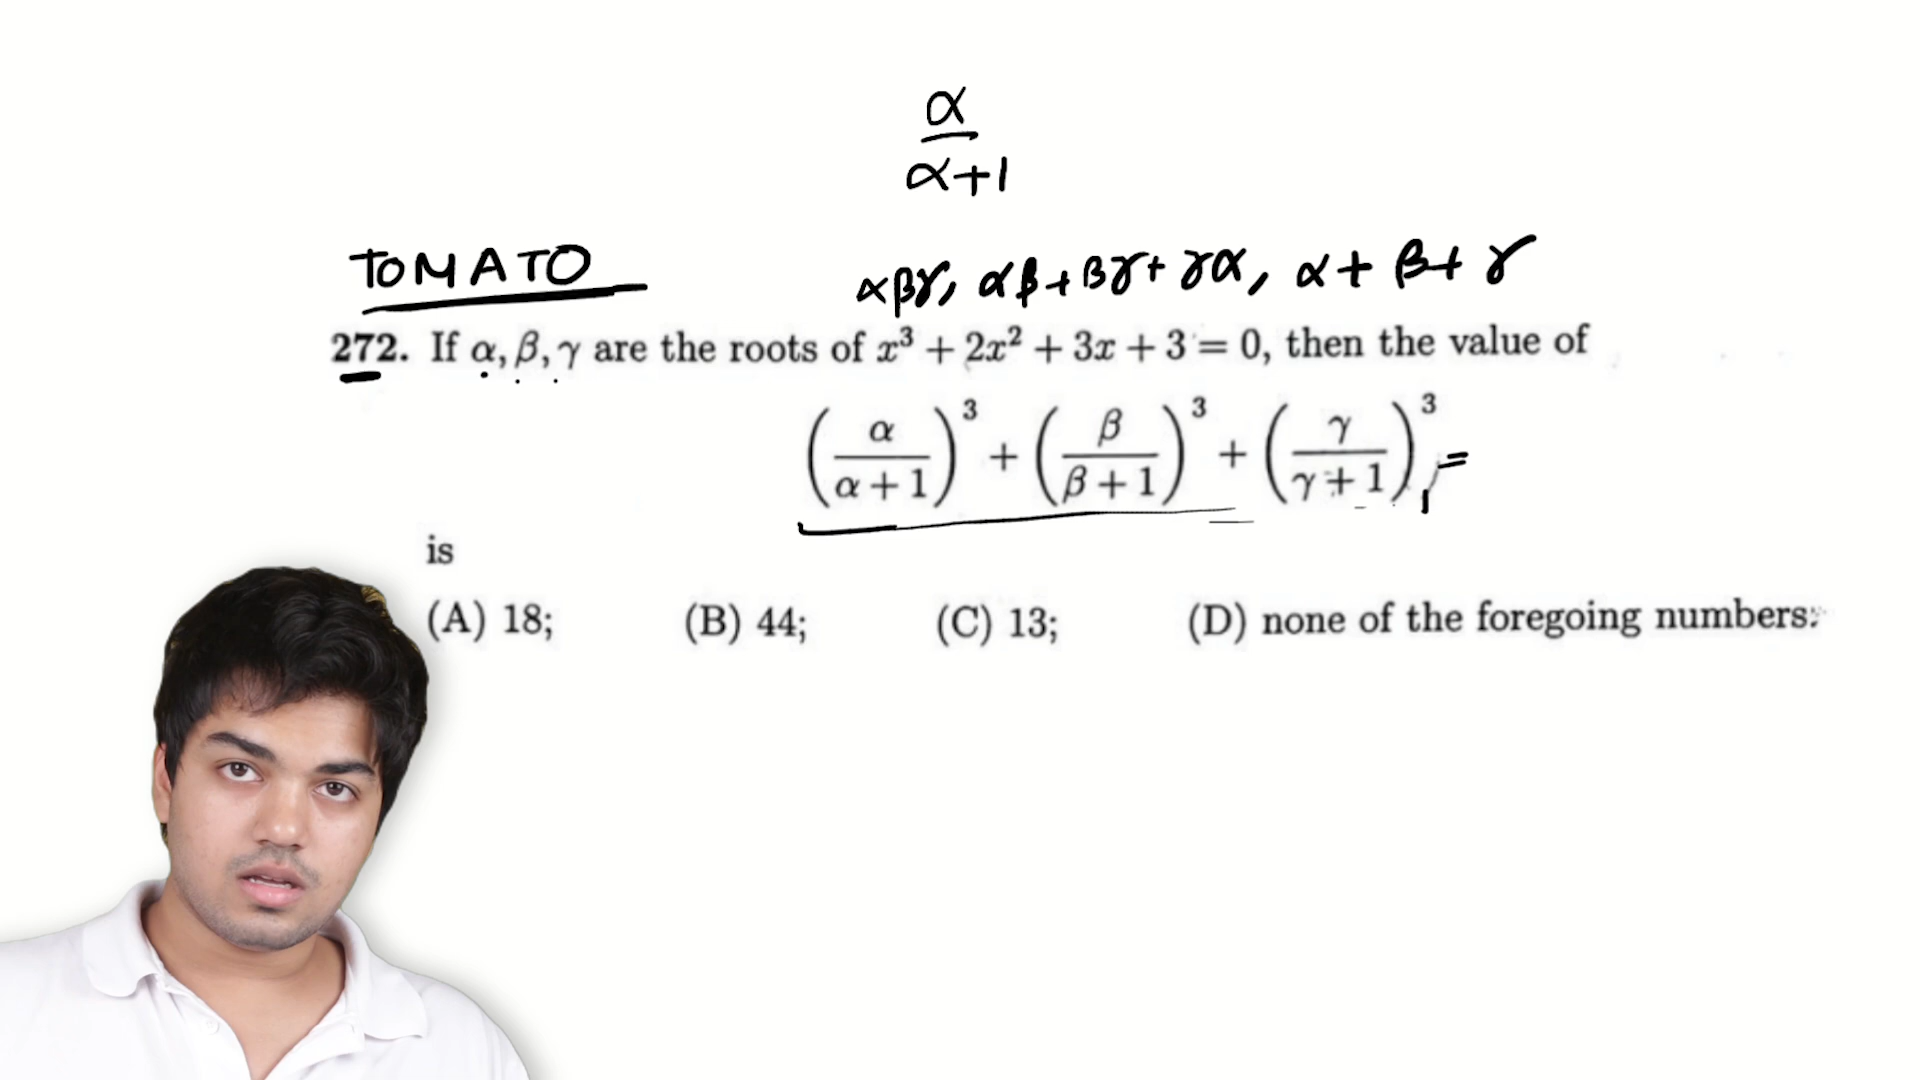 α
α+1
TOMATO
αβγ, αβ+βγ+γα, α+β+γ
272. If α, β, γ are the roots of x³ + 2x² + 3x + 3 = 0, then the value of
(α/(α + 1))³ + (β/(β + 1))³ + (γ/(γ + 1))³, =
is
(A) 18; (B) 44; (C) 13; (D) none of the foregoing numbers.